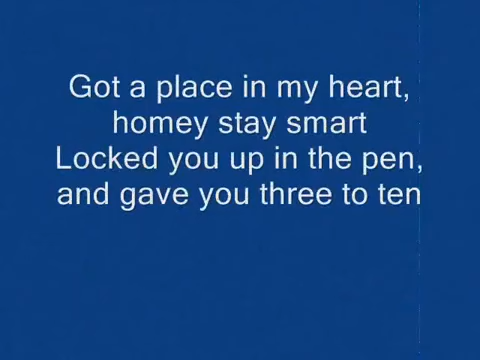 Got a place in my heart,
homey stay smart
Locked you up in the pen,
and gave you three to ten